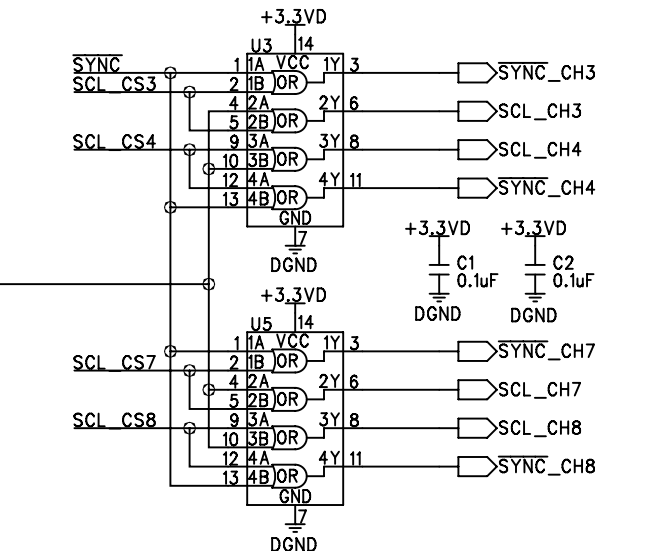 +3.3VD
U3 14
SYNC 1 1A VCC 1Y 3 SYNC_CH3
SCL_CS3 2 1B OR
4 2A 2Y 6 SCL_CH3
5 2B OR
SCL_CS4 9 3A 3Y 8 SCL_CH4
10 3B OR
12 4A 4Y 11 SYNC_CH4
13 4B OR
GND
7
DGND
+3.3VD +3.3VD
C1 C2
0.1uF 0.1uF
DGND DGND
+3.3VD
U5 14
1 1A VCC 1Y 3 SYNC_CH7
SCL_CS7 2 1B OR
4 2A 2Y 6 SCL_CH7
5 2B OR
SCL_CS8 9 3A 3Y 8 SCL_CH8
10 3B OR
12 4A 4Y 11 SYNC_CH8
13 4B OR
GND
7
DGND